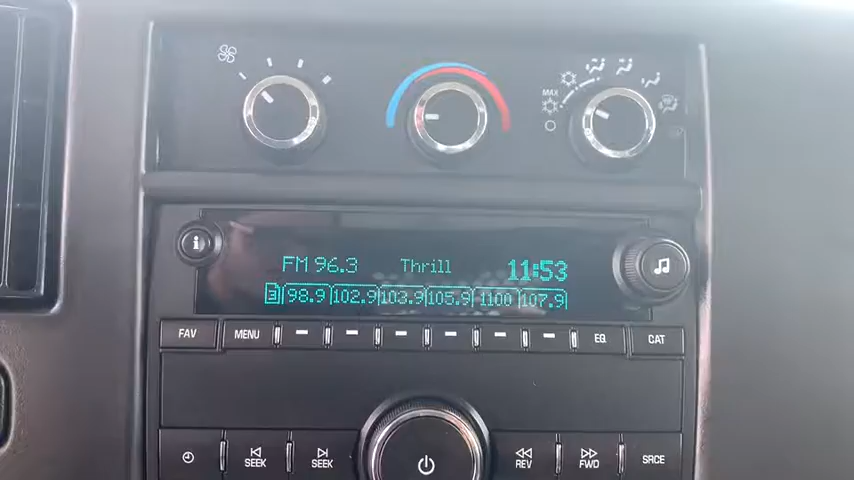 MAX
FM 96.3 Thrill 11:53
3 98.9 102.9 103.9 105.9 1100 107.9
FAV MENU EQ CAT
SEEK SEEK REV FWD SRCE